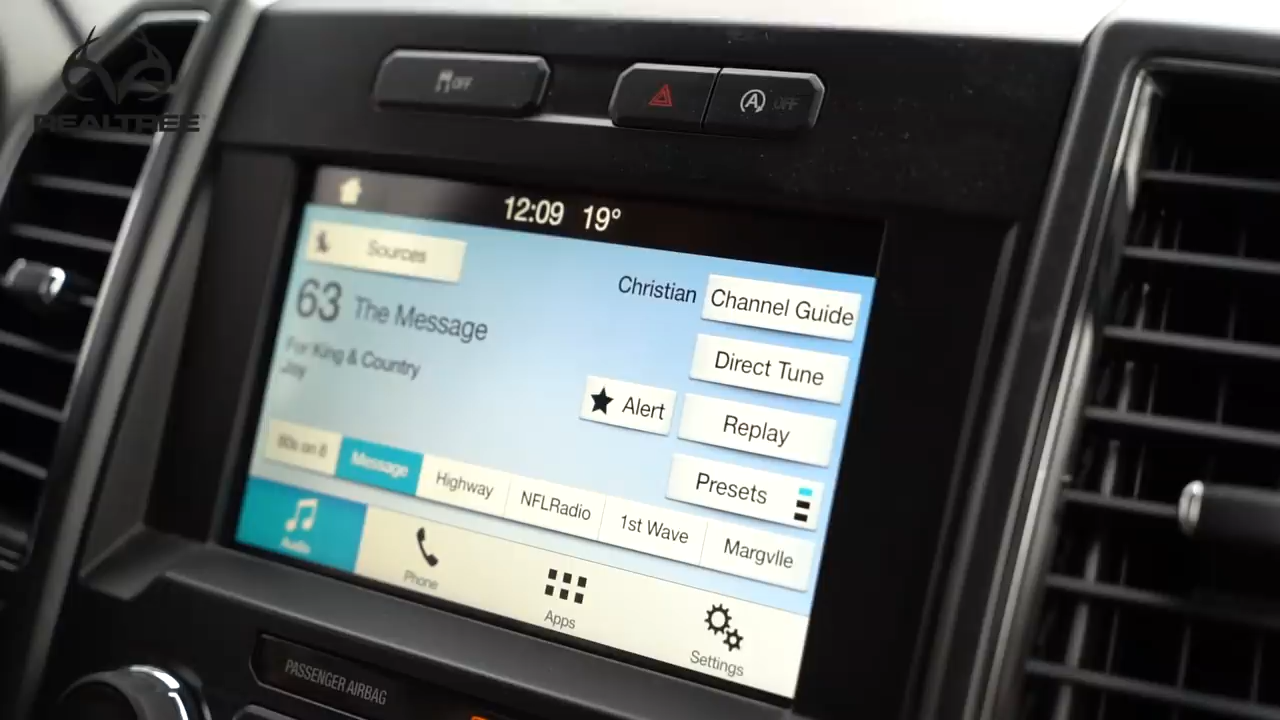 REALTREE
OFF
OFF
12:09 19°
Sources
Christian
Channel Guide
63 The Message
For King & Country
Joy
Direct Tune
Alert
Replay
Presets
80s on 8
Message
Highway
NFLRadio
1st Wave
Margvlle
Audio
Phone
Apps
Settings
PASSENGER AIRBAG